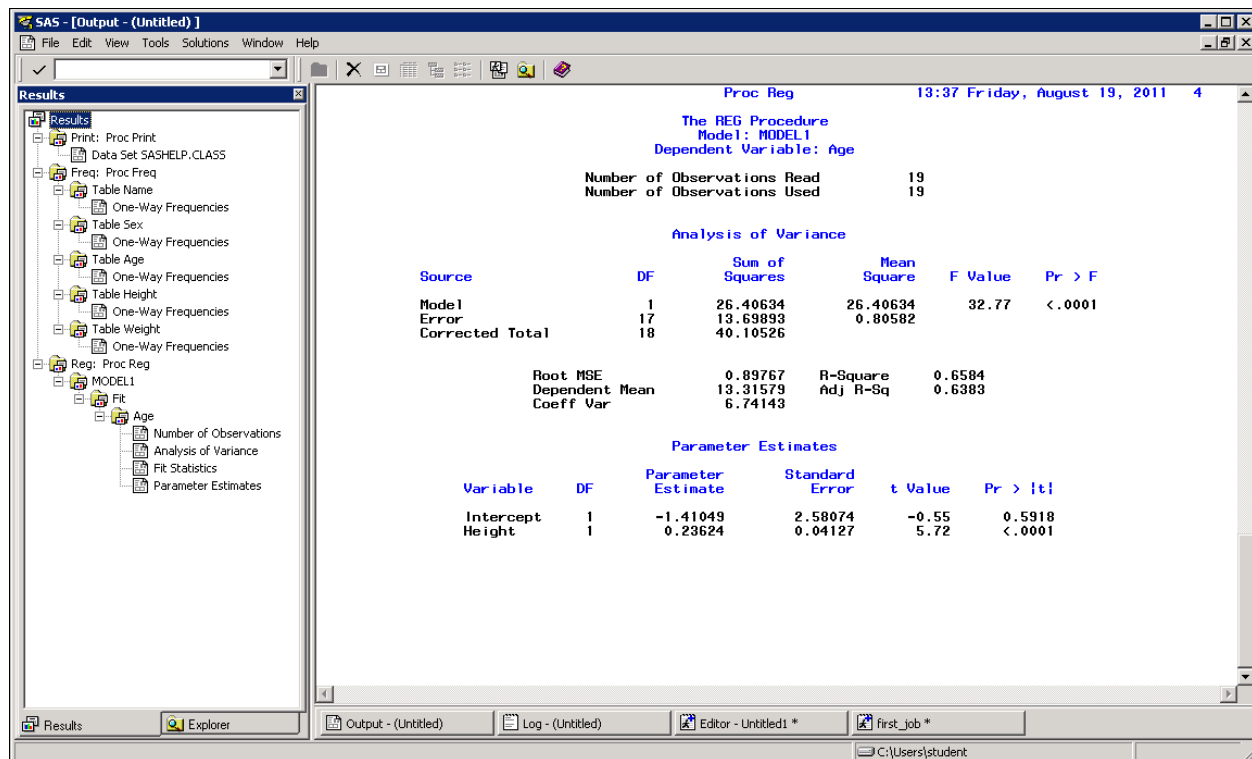 SAS - [Output - (Untitled) ]
File Edit View Tools Solutions Window Help
Results
Results
Print: Proc Print
Data Set SASHELP.CLASS
Freq: Proc Freq
Table Name
One-Way Frequencies
Table Sex
One-Way Frequencies
Table Age
One-Way Frequencies
Table Height
One-Way Frequencies
Table Weight
One-Way Frequencies
Reg: Proc Reg
MODEL1
Fit
Age
Number of Observations
Analysis of Variance
Fit Statistics
Parameter Estimates
Results Explorer
Proc Reg 13:37 Friday, August 19, 2011 4
The REG Procedure
Model: MODEL1
Dependent Variable: Age
Number of Observations Read 19
Number of Observations Used 19
Analysis of Variance
Sum of Mean
Source DF Squares Square F Value Pr > F
Model 1 26.40634 26.40634 32.77 <.0001
Error 17 13.69893 0.80582
Corrected Total 18 40.10526
Root MSE 0.89767 R-Square 0.6584
Dependent Mean 13.31579 Adj R-Sq 0.6383
Coeff Var 6.74143
Parameter Estimates
Parameter Standard
Variable DF Estimate Error t Value Pr > |t|
Intercept 1 -1.41049 2.58074 -0.55 0.5918
Height 1 0.23624 0.04127 5.72 <.0001
Output - (Untitled) Log - (Untitled) Editor - Untitled1 * first_job *
C:\Users\student